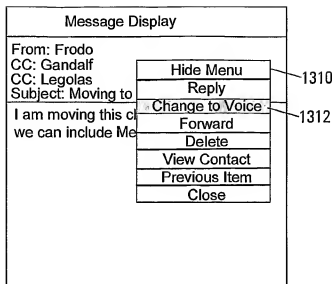 Message Display
From: Frodo
CC: Gandalf
CC: Legolas
Subject: Moving to
I am moving this
we can include
Hide Menu
Reply
Change to Voice
Forward
Delete
View Contact
Previous Item
Close
1310
1312